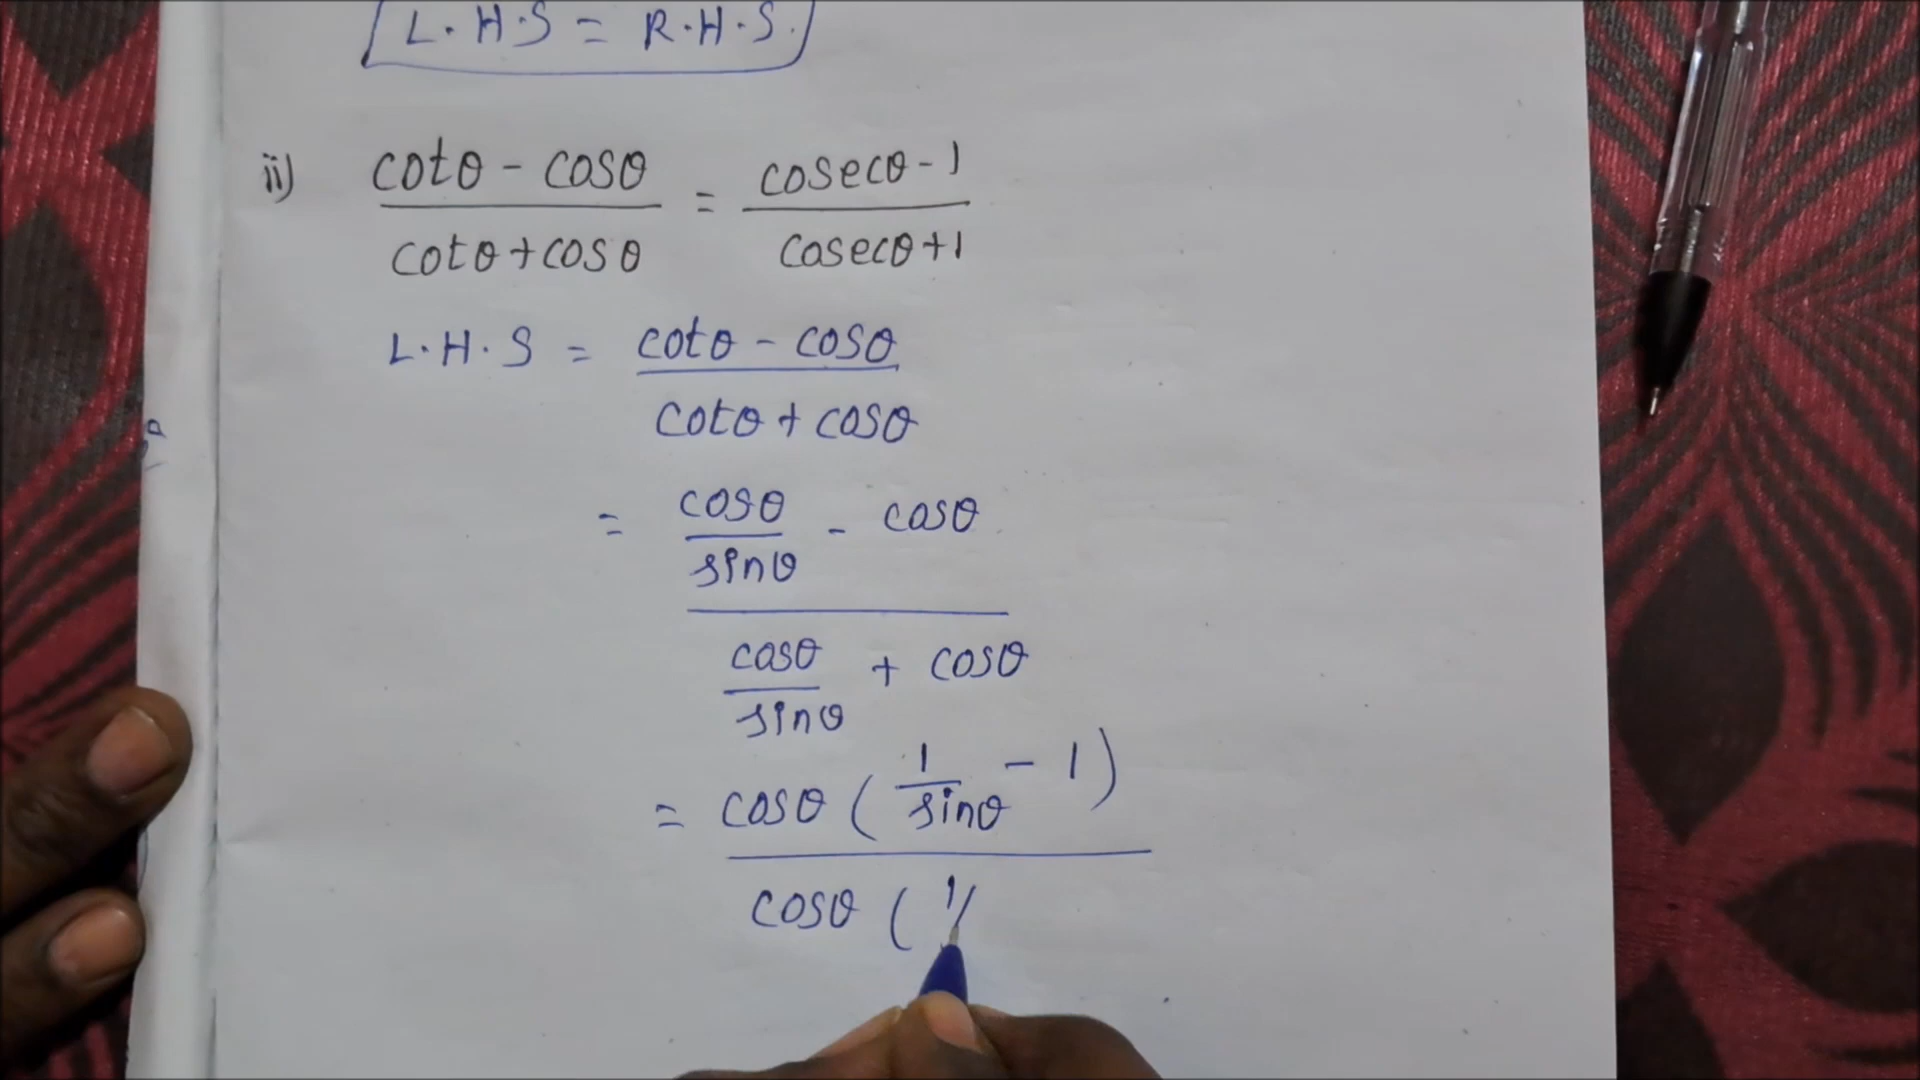 L.H.S = R.H.S.
ii) cotθ - cosθ / cotθ + cosθ = cosecθ - 1 / cosecθ + 1
L.H.S = cotθ - cosθ / cotθ + cosθ
= cosθ / sinθ - cosθ
cosθ / sinθ + cosθ
= cosθ ( 1 / sinθ - 1 )
cosθ ( 1/